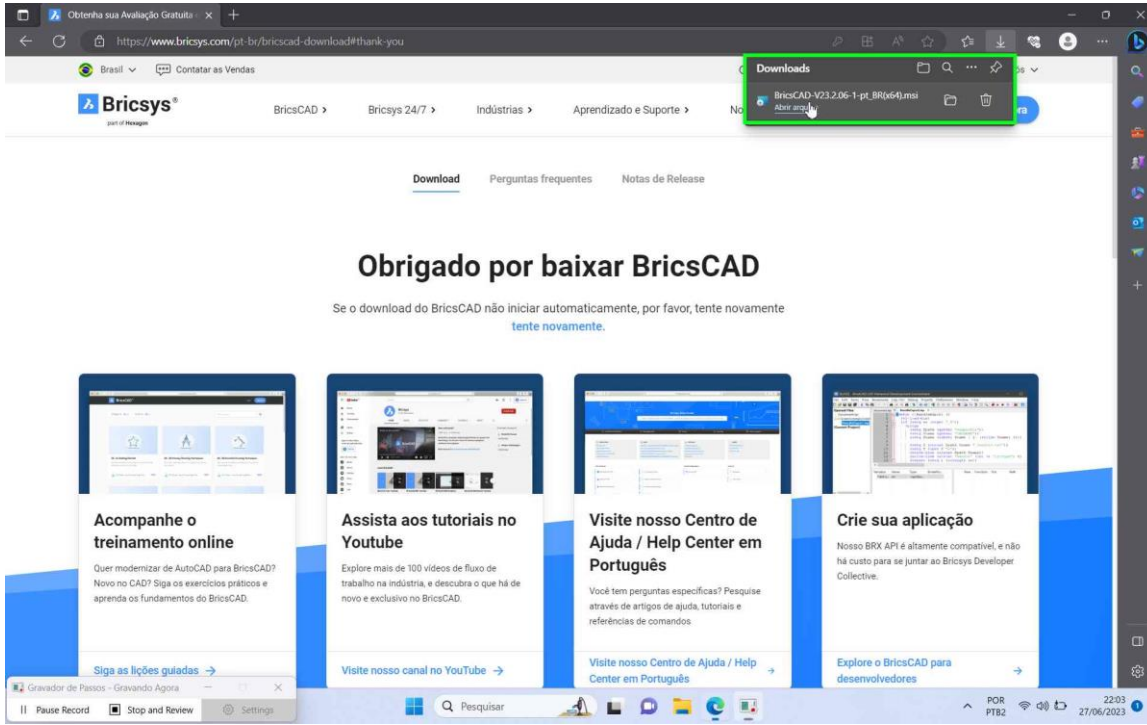 Obtenha sua Avaliação Gratuita
https://www.bricsys.com/pt-br/bricscad-download#thank-you
Brasil
Contatar as Vendas
Downloads
BricsCAD-V23.2.06-1-pt_BR(x64).msi
Abrir arquivo
Bricsys®
part of Hexagon
BricsCAD
Bricsys 24/7
Indústrias
Aprendizado e Suporte
Download
Perguntas frequentes
Notas de Release
Obrigado por baixar BricsCAD
Se o download do BricsCAD não iniciar automaticamente, por favor, tente novamente
tente novamente.
Acompanhe o
treinamento online
Quer modernizar de AutoCAD para BricsCAD?
Novo no CAD? Siga os exercícios práticos e
aprenda os fundamentos do BricsCAD.
Siga as lições guiadas
Assista aos tutoriais no
Youtube
Explore mais de 100 vídeos de fluxo de
trabalho na indústria, e descubra o que há de
novo e exclusivo no BricsCAD.
Visite nosso canal no YouTube
Visite nosso Centro de
Ajuda / Help Center em
Português
Você tem perguntas específicas? Pesquise
através de artigos de ajuda, tutoriais e
referências de comandos
Visite nosso Centro de Ajuda / Help
Center em Português
Crie sua aplicação
Nosso BRX API é altamente compatível, e não
há custo para se juntar ao Bricsys Developer
Collective.
Explore o BricsCAD para
desenvolvedores
Gravador de Passos - Gravando Agora
Pause Record
Stop and Review
Settings
Pesquisar
POR
PTB2
22:03
27/06/2023